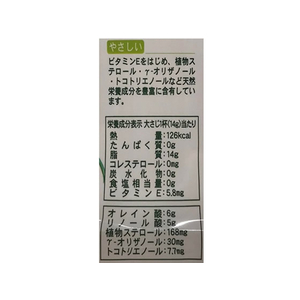 やさしい
ビタミンEをはじめ、植物ス
テロール・γ-オリザノール
・トコトリエノールなど天然
栄養成分を豊富に含有してい
ます。
栄養成分表示 大さじ1杯(14g)当たり
熱量:126kcal
たんぱく質:0g
脂質:14g
コレステロール:0mg
炭水化物:0g
食塩相当量:0g
ビタミンE:5.8mg
オレイン酸:6g
リノール酸:5g
植物ステロール:168mg
γ-オリザノール:30mg
トコトリエノール:7.7mg